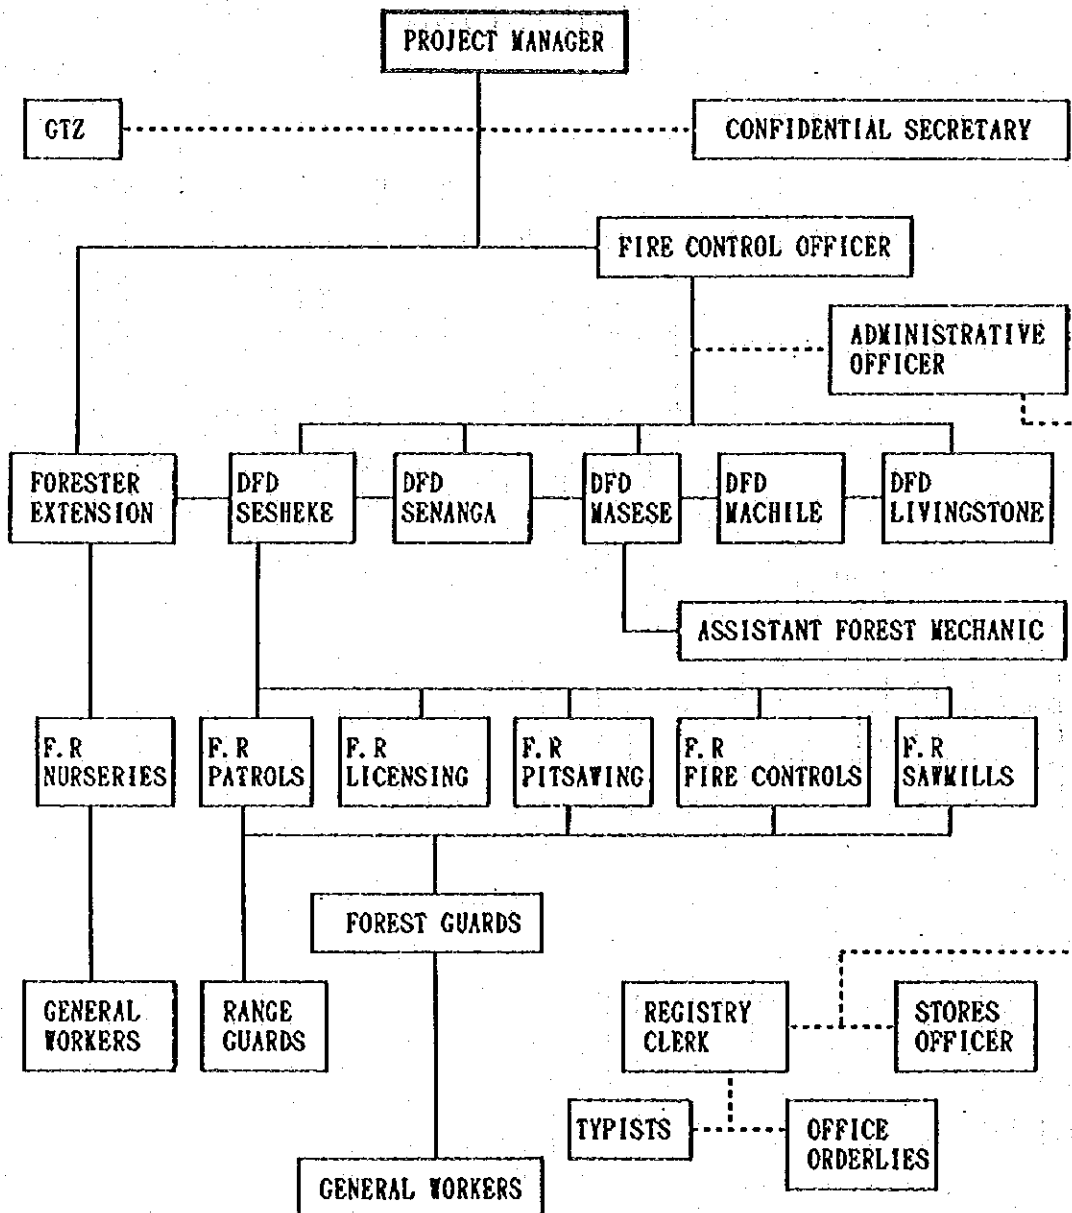 PROJECT MANAGER
GTZ
CONFIDENTIAL SECRETARY
FIRE CONTROL OFFICER
ADMINISTRATIVE
OFFICER
FORESTER
EXTENSION
DFD
SESHEKE
DFD
SENANGA
DFD
MASESE
DFD
MACHILE
DFD
LIVINGSTONE
ASSISTANT FOREST MECHANIC
F.R
NURSERIES
F.R
PATROLS
F.R
LICENSING
F.R
PITSAWING
F.R
FIRE CONTROLS
F.R
SAWMILLS
FOREST GUARDS
GENERAL
WORKERS
RANGE
GUARDS
REGISTRY
CLERK
STORES
OFFICER
TYPISTS
OFFICE
ORDERLIES
GENERAL WORKERS